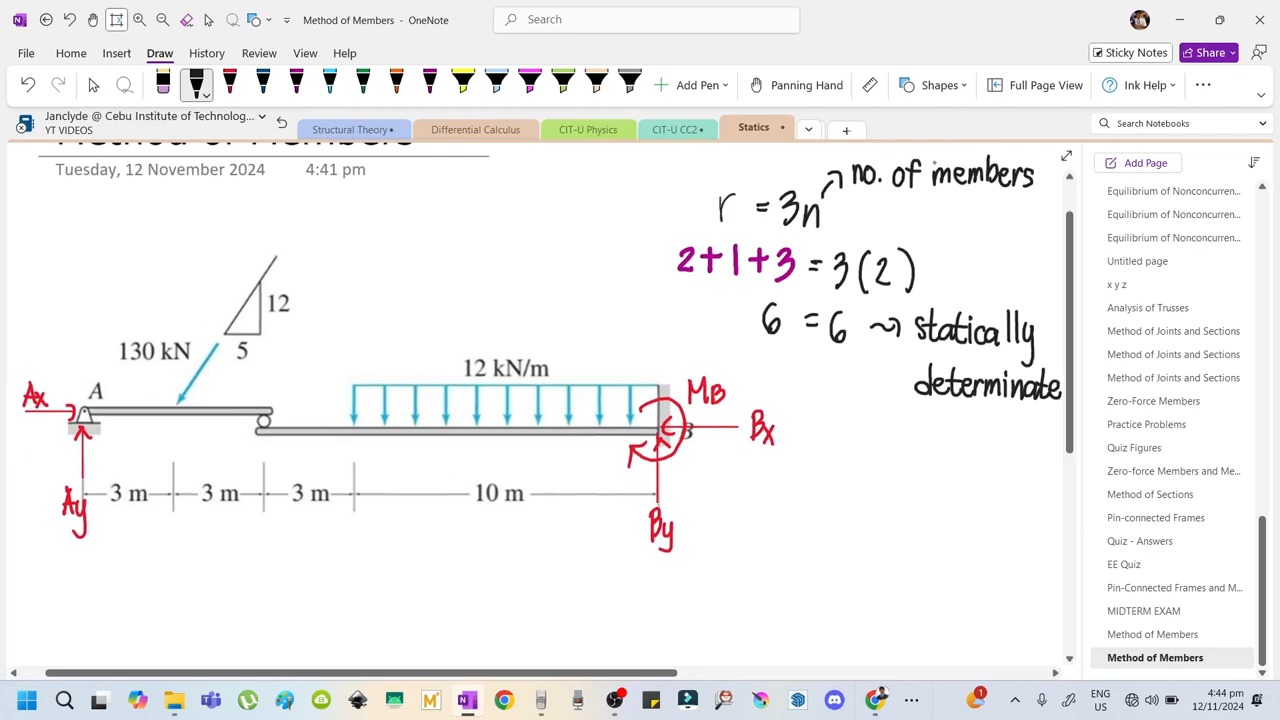 Method of Members - OneNote
Search
File Home Insert Draw History Review View Help
Sticky Notes
Share
Add Pen
Panning Hand
Shapes
Full Page View
Ink Help
Janclyde @ Cebu Institute of Technolog...
YT VIDEOS
Structural Theory
Differential Calculus
CIT-U Physics
CIT-U CC2
Statics
Search Notebooks
Method of Members
Tuesday, 12 November 2024 4:41 pm
Add Page
Equilibrium of Nonconcurren...
Equilibrium of Nonconcurren...
Equilibrium of Nonconcurren...
Untitled page
x y z
Analysis of Trusses
Method of Joints and Sections
Method of Joints and Sections
Method of Joints and Sections
Zero-Force Members
Practice Problems
Quiz Figures
Zero-force Members and Me...
Method of Sections
Pin-connected Frames
Quiz - Answers
EE Quiz
Pin-Connected Frames and M...
MIDTERM EXAM
Method of Members
Method of Members
no. of members
r = 3n
2+1+3 = 3(2)
6 = 6 statically
determinate
12
5
130 kN
12 kN/m
Ax
A
MB
B
Bx
3 m 3 m 3 m 10 m
Ay
By
ENG
PH
4:44 pm
12/11/2024
1